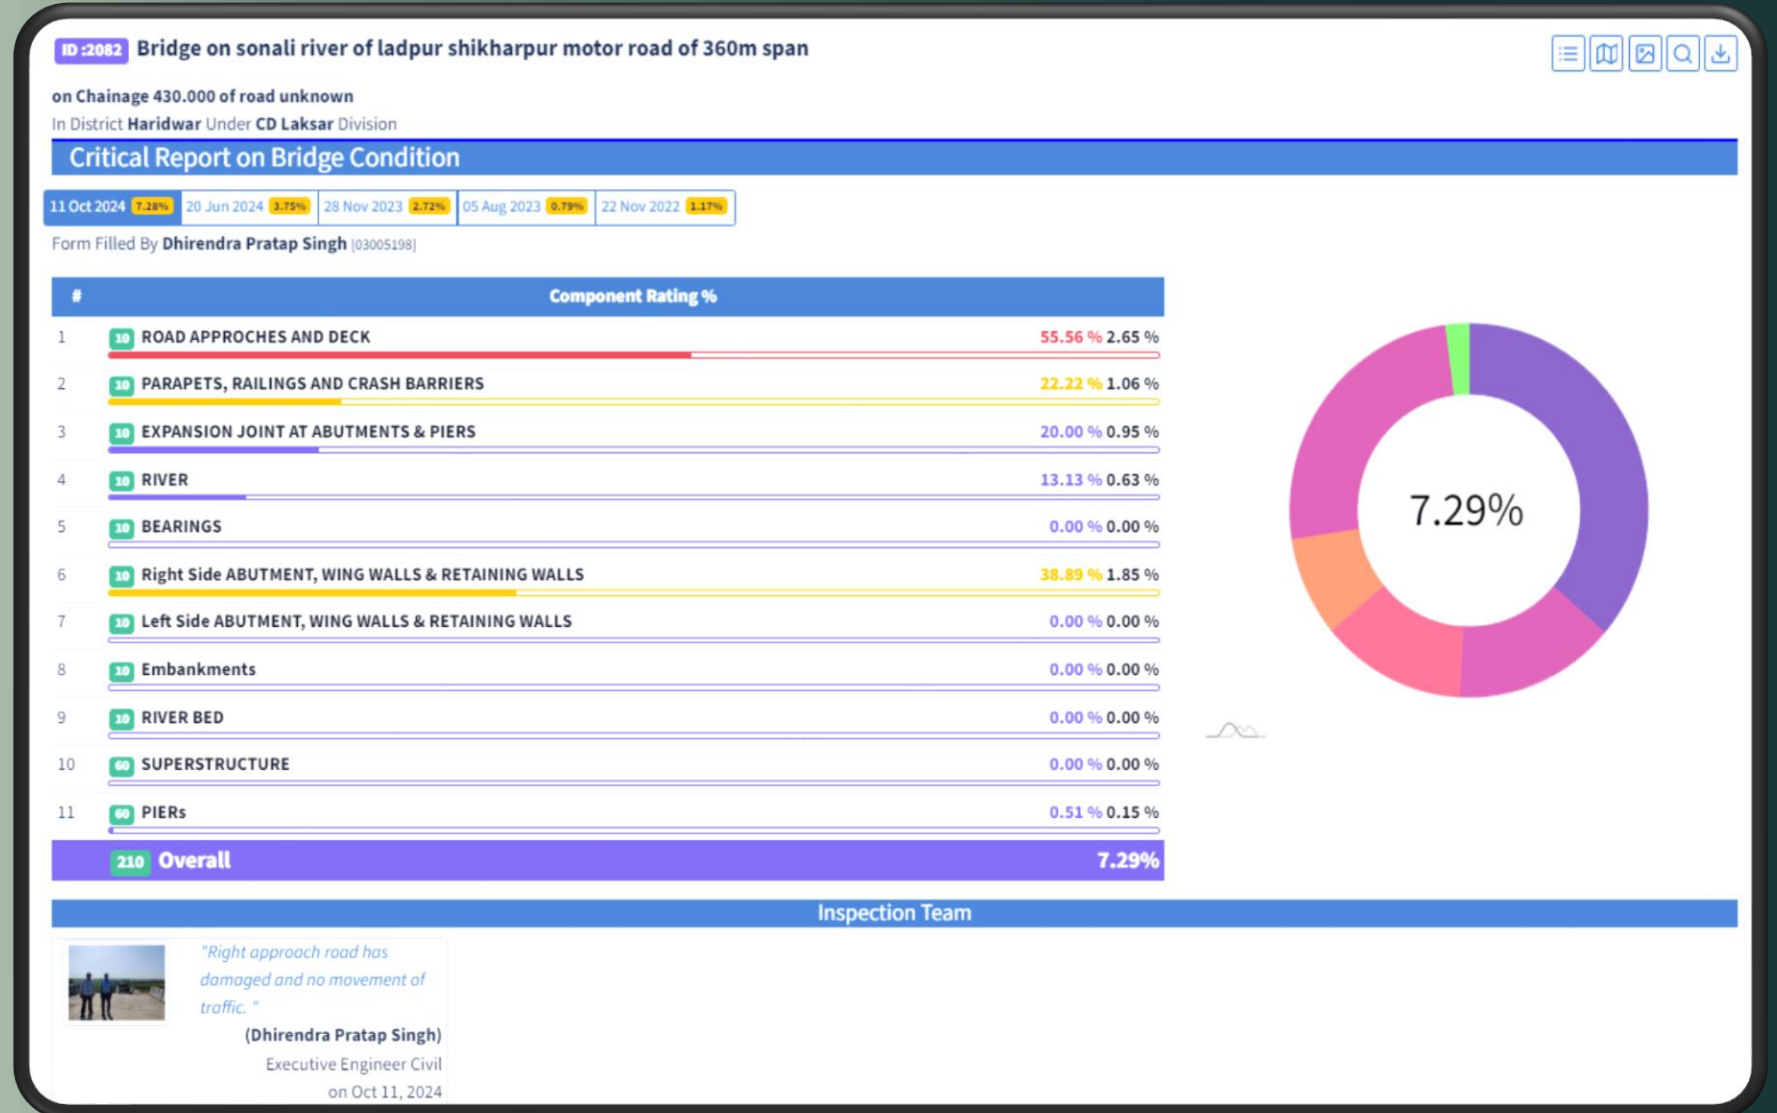 ID :2082 Bridge on sonali river of ladpur shikharpur motor road of 360m span
on Chainage 430.000 of road unknown
In District Haridwar Under CD Laksar Division
Critical Report on Bridge Condition
11 Oct 2024 7.28% 20 Jun 2024 3.75% 28 Nov 2023 2.72% 05 Aug 2023 0.79% 22 Nov 2022 1.17%
Form Filled By Dhirendra Pratap Singh [03005198]
# Component Rating %
1 10 ROAD APPROCHES AND DECK 55.56 % 2.65 %
2 10 PARAPETS, RAILINGS AND CRASH BARRIERS 22.22 % 1.06 %
3 10 EXPANSION JOINT AT ABUTMENTS & PIERS 20.00 % 0.95 %
4 10 RIVER 13.13 % 0.63 %
5 10 BEARINGS 0.00 % 0.00 %
6 10 Right Side ABUTMENT, WING WALLS & RETAINING WALLS 38.89 % 1.85 %
7 10 Left Side ABUTMENT, WING WALLS & RETAINING WALLS 0.00 % 0.00 %
8 10 Embankments 0.00 % 0.00 %
9 10 RIVER BED 0.00 % 0.00 %
10 60 SUPERSTRUCTURE 0.00 % 0.00 %
11 60 PIERs 0.51 % 0.15 %
210 Overall 7.29%
7.29%
Inspection Team
"Right approach road has
damaged and no movement of
traffic. "
(Dhirendra Pratap Singh)
Executive Engineer Civil
on Oct 11, 2024